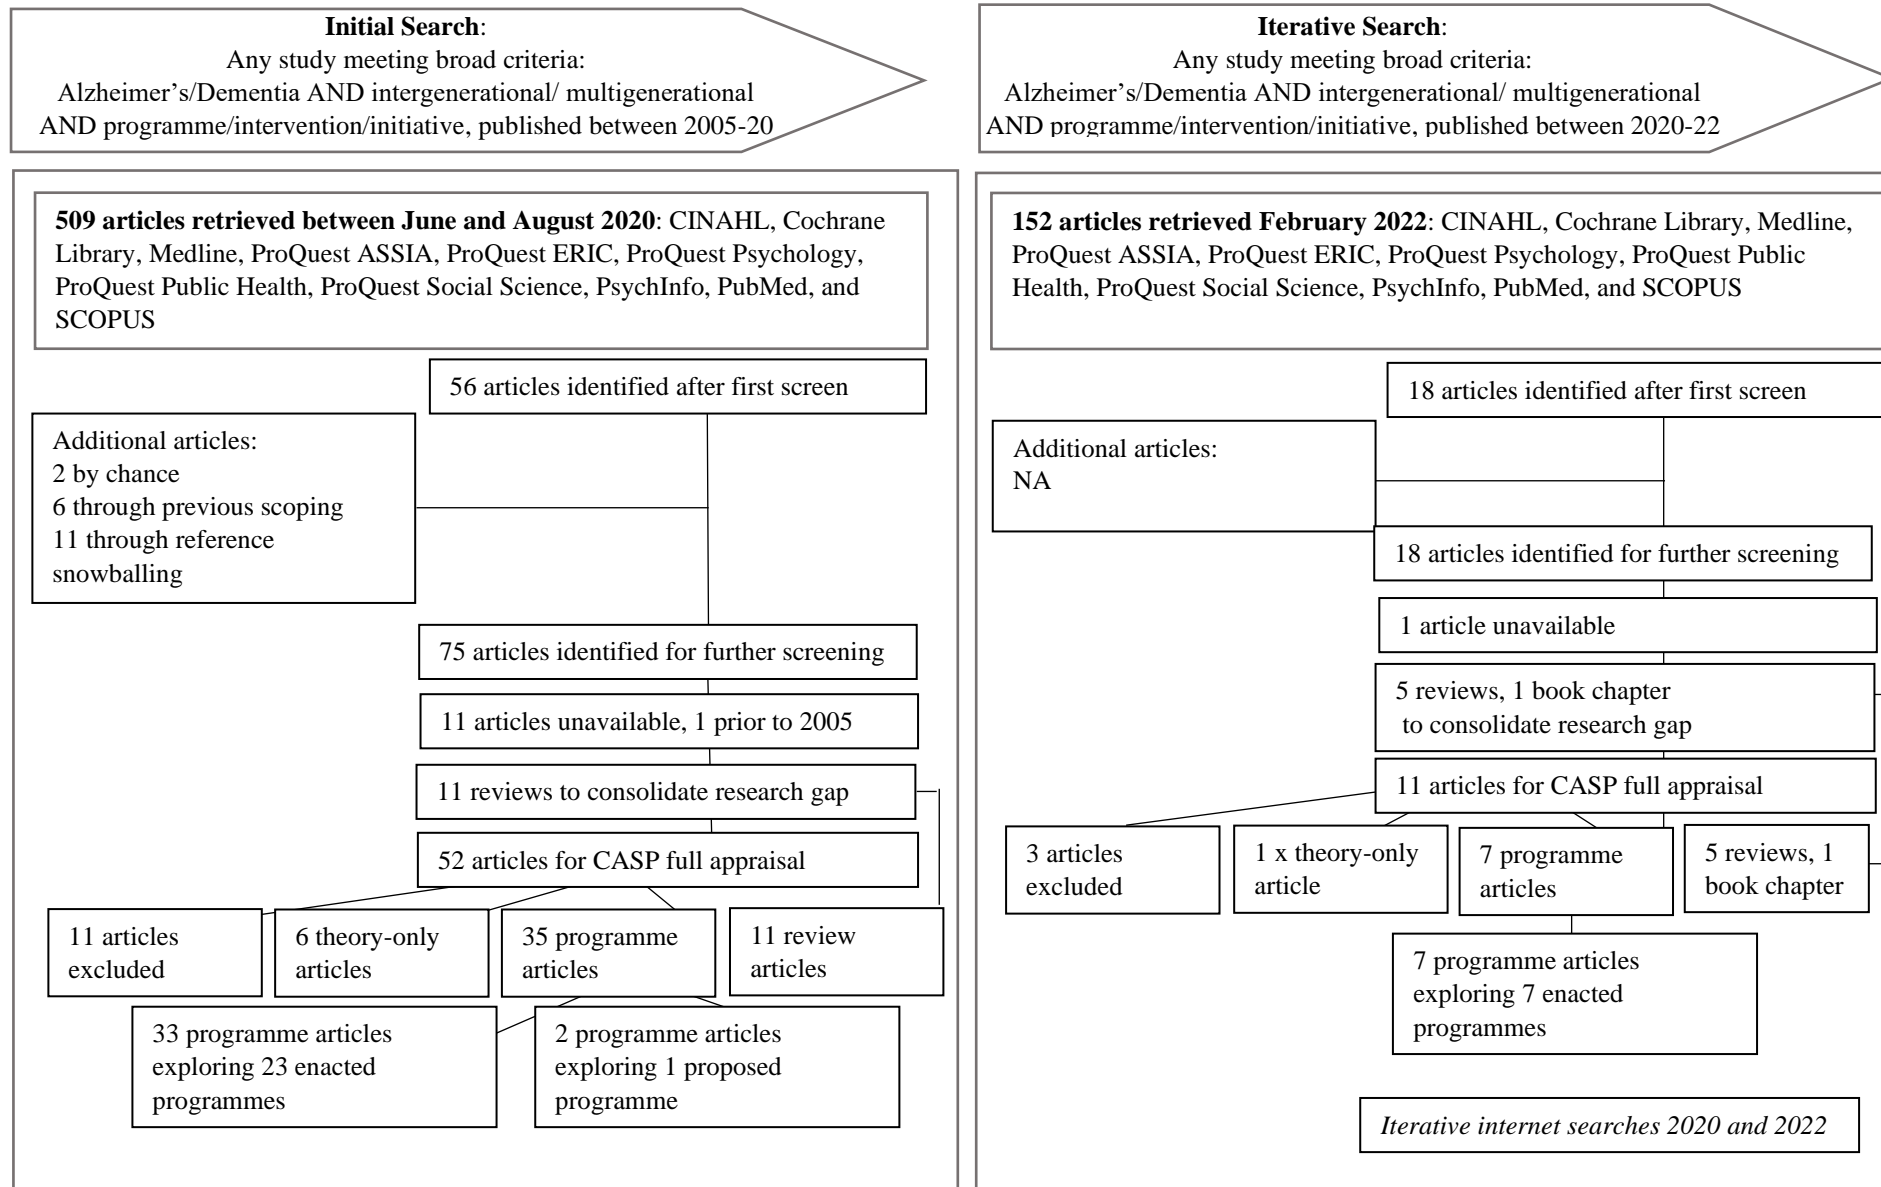 Initial Search:
Any study meeting broad criteria:
Alzheimer’s/Dementia AND intergenerational/ multigenerational
AND programme/intervention/initiative, published between 2005-20
509 articles retrieved between June and August 2020: CINAHL, Cochrane
Library, Medline, ProQuest ASSIA, ProQuest ERIC, ProQuest Psychology,
ProQuest Public Health, ProQuest Social Science, PsychInfo, PubMed, and
SCOPUS
56 articles identified after first screen
Additional articles:
2 by chance
6 through previous scoping
11 through reference
snowballing
75 articles identified for further screening
11 articles unavailable, 1 prior to 2005
11 reviews to consolidate research gap
52 articles for CASP full appraisal
11 articles
excluded
6 theory-only
articles
35 programme
articles
11 review
articles
33 programme articles
exploring 23 enacted
programmes
2 programme articles
exploring 1 proposed
programme
Iterative Search:
Any study meeting broad criteria:
Alzheimer’s/Dementia AND intergenerational/ multigenerational
AND programme/intervention/initiative, published between 2020-22
152 articles retrieved February 2022: CINAHL, Cochrane Library, Medline,
ProQuest ASSIA, ProQuest ERIC, ProQuest Psychology, ProQuest Public
Health, ProQuest Social Science, PsychInfo, PubMed, and SCOPUS
18 articles identified after first screen
Additional articles:
NA
18 articles identified for further screening
1 article unavailable
5 reviews, 1 book chapter
to consolidate research gap
11 articles for CASP full appraisal
3 articles
excluded
1 x theory-only
article
7 programme
articles
5 reviews, 1
book chapter
7 programme articles
exploring 7 enacted
programmes
Iterative internet searches 2020 and 2022